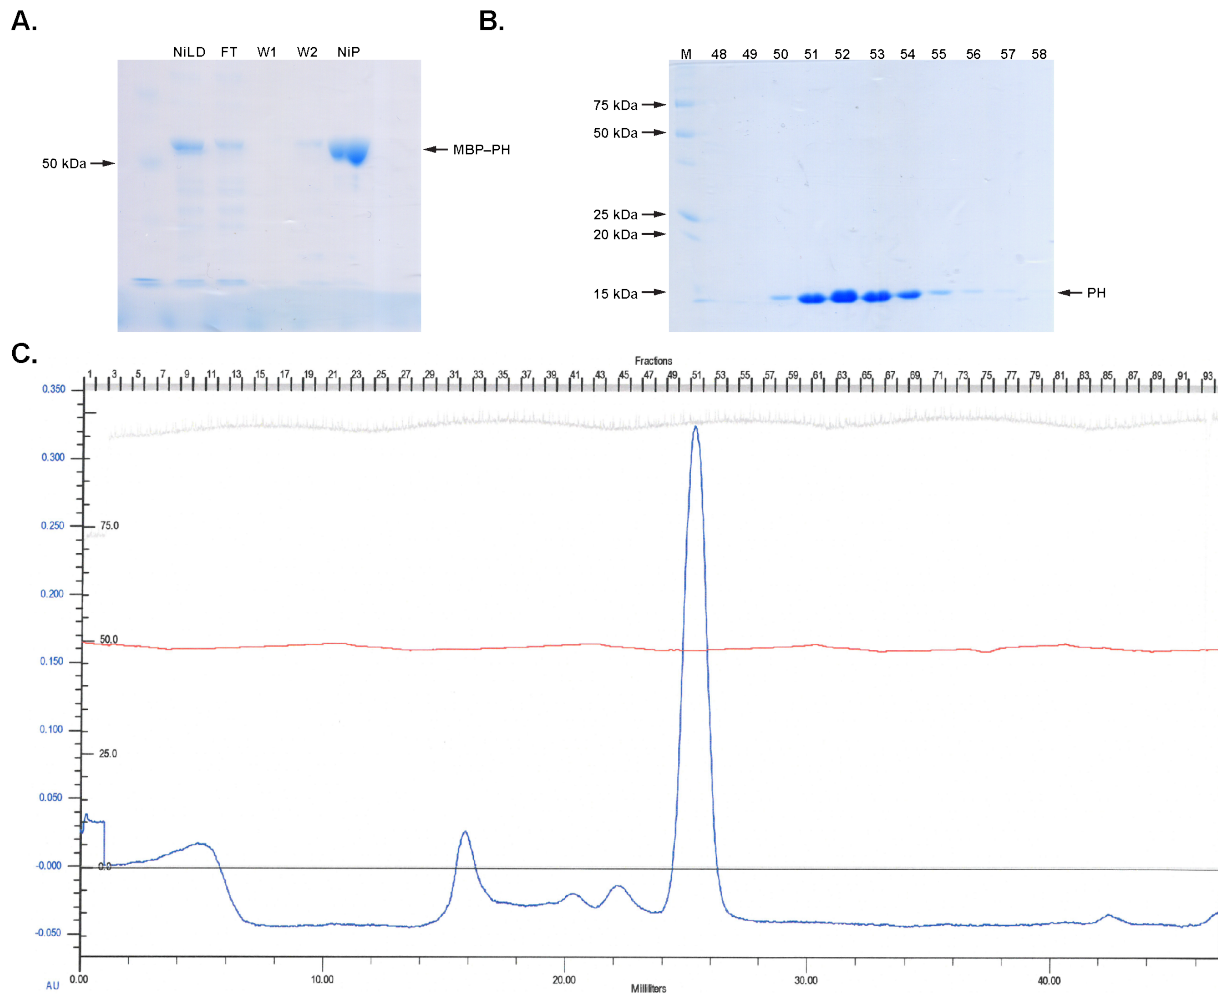 A.
NiLD FT W1 W2 NiP
50 kDa
MBP–PH
B.
M 48 49 50 51 52 53 54 55 56 57 58
75 kDa
50 kDa
25 kDa
20 kDa
15 kDa
PH
C.
Fractions
1 3 5 7 9 11 13 15 17 19 21 23 25 27 29 31 33 35 37 39 41 43 45 47 49 51 53 55 57 59 61 63 65 67 69 71 73 75 77 79 81 83 85 87 89 91 93
0.350
0.300
0.250
75.0
0.200
50.0
0.150
0.100
25.0
0.050
-0.000
0.0
-0.050
0.00 10.00 20.00 30.00 40.00
AU
Milliliters